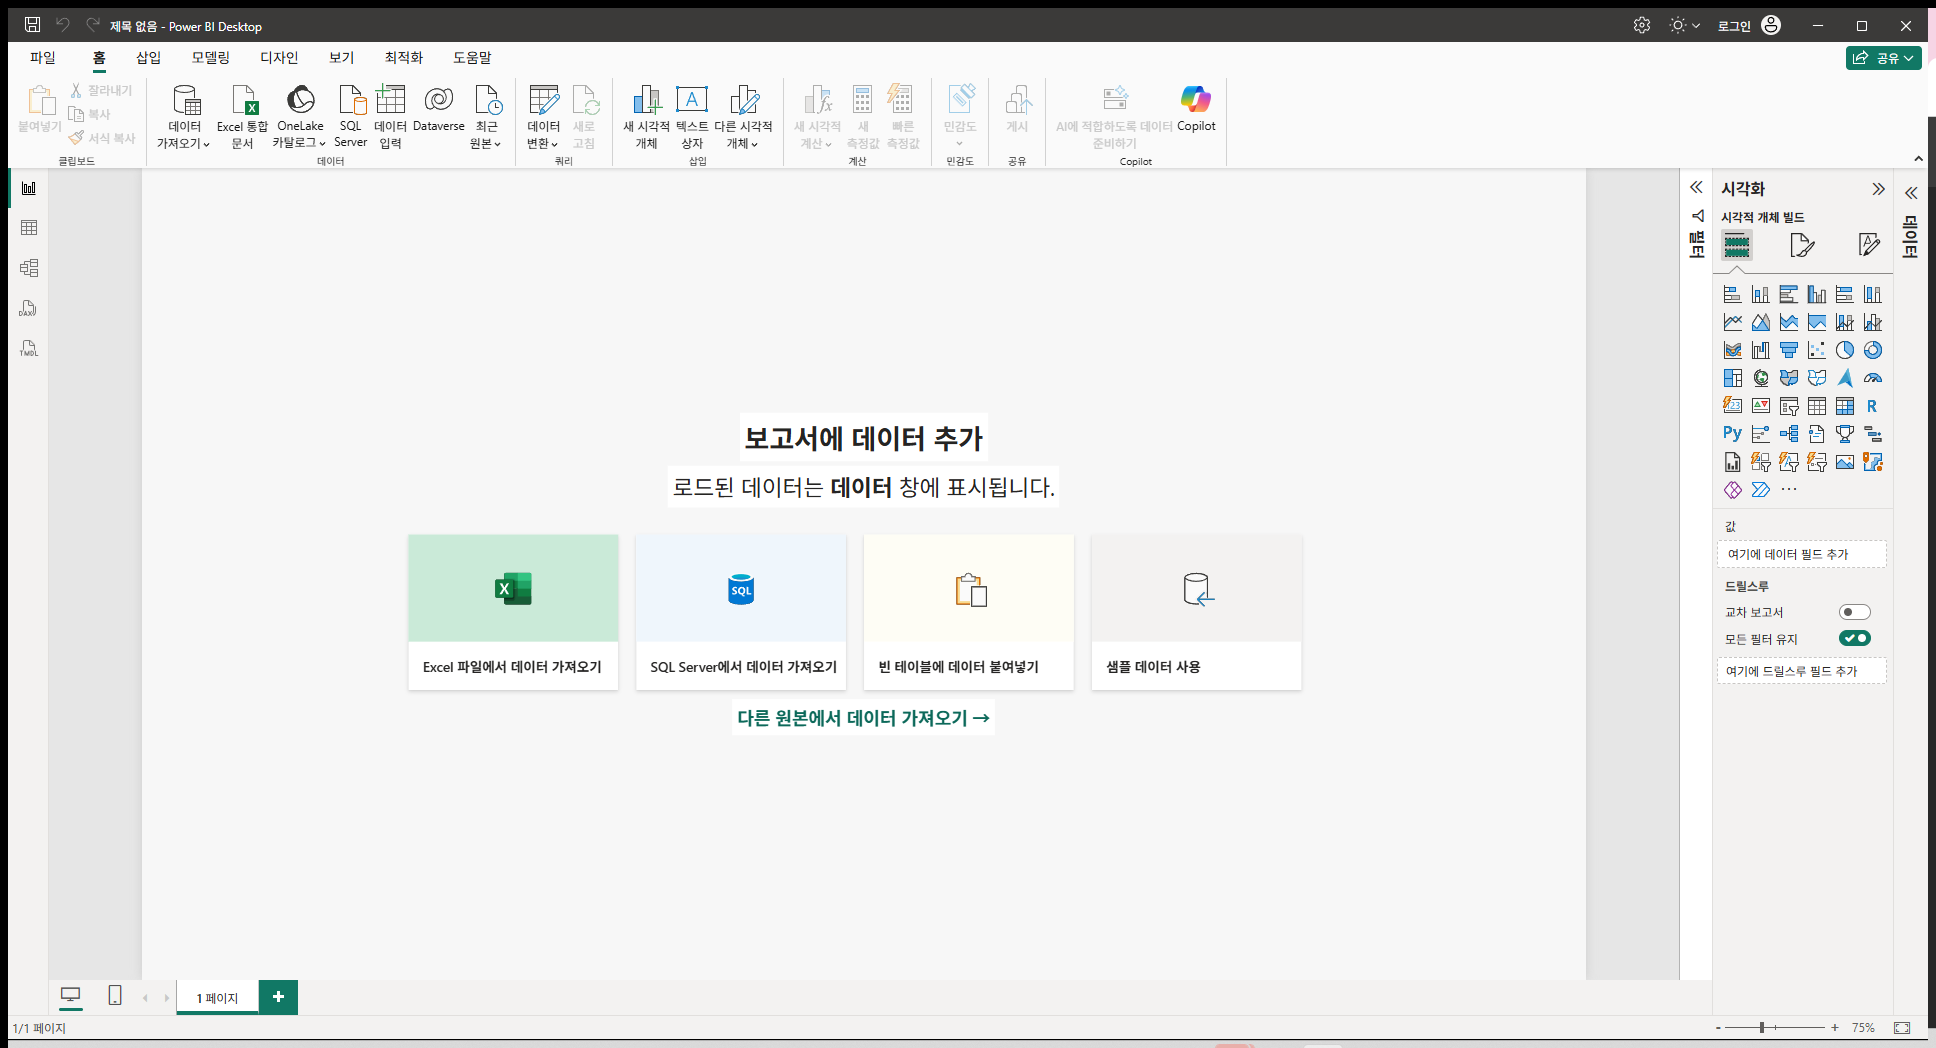 제목 없음 - Power BI Desktop
로그인
파일 홈 삽입 모델링 디자인 보기 최적화 도움말
공유
붙여넣기
잘라내기
복사
서식 복사
클립보드
데이터
가져오기
Excel 통합
문서
OneLake
카탈로그
SQL
Server
데이터
입력
Dataverse
최근
원본
데이터
데이터
변환
새로
고침
쿼리
새 시각적
개체
텍스트
상자
다른 시각적
개체
삽입
새 시각적
계산
새
측정값
빠른
측정값
계산
민감도
민감도
게시
공유
AI에 적합하도록 데이터
준비하기
Copilot
Copilot
DAX
TMDL
보고서에 데이터 추가
로드된 데이터는 데이터 창에 표시됩니다.
X
SQL
Excel 파일에서 데이터 가져오기
SQL Server에서 데이터 가져오기
빈 테이블에 데이터 붙여넣기
샘플 데이터 사용
다른 원본에서 데이터 가져오기 →
필터
시각화
시각적 개체 빌드
123
R
Py
값
여기에 데이터 필드 추가
드릴스루
교차 보고서
모든 필터 유지
여기에 드릴스루 필드 추가
데이터
1 페이지
+
1/1 페이지
- + 75%